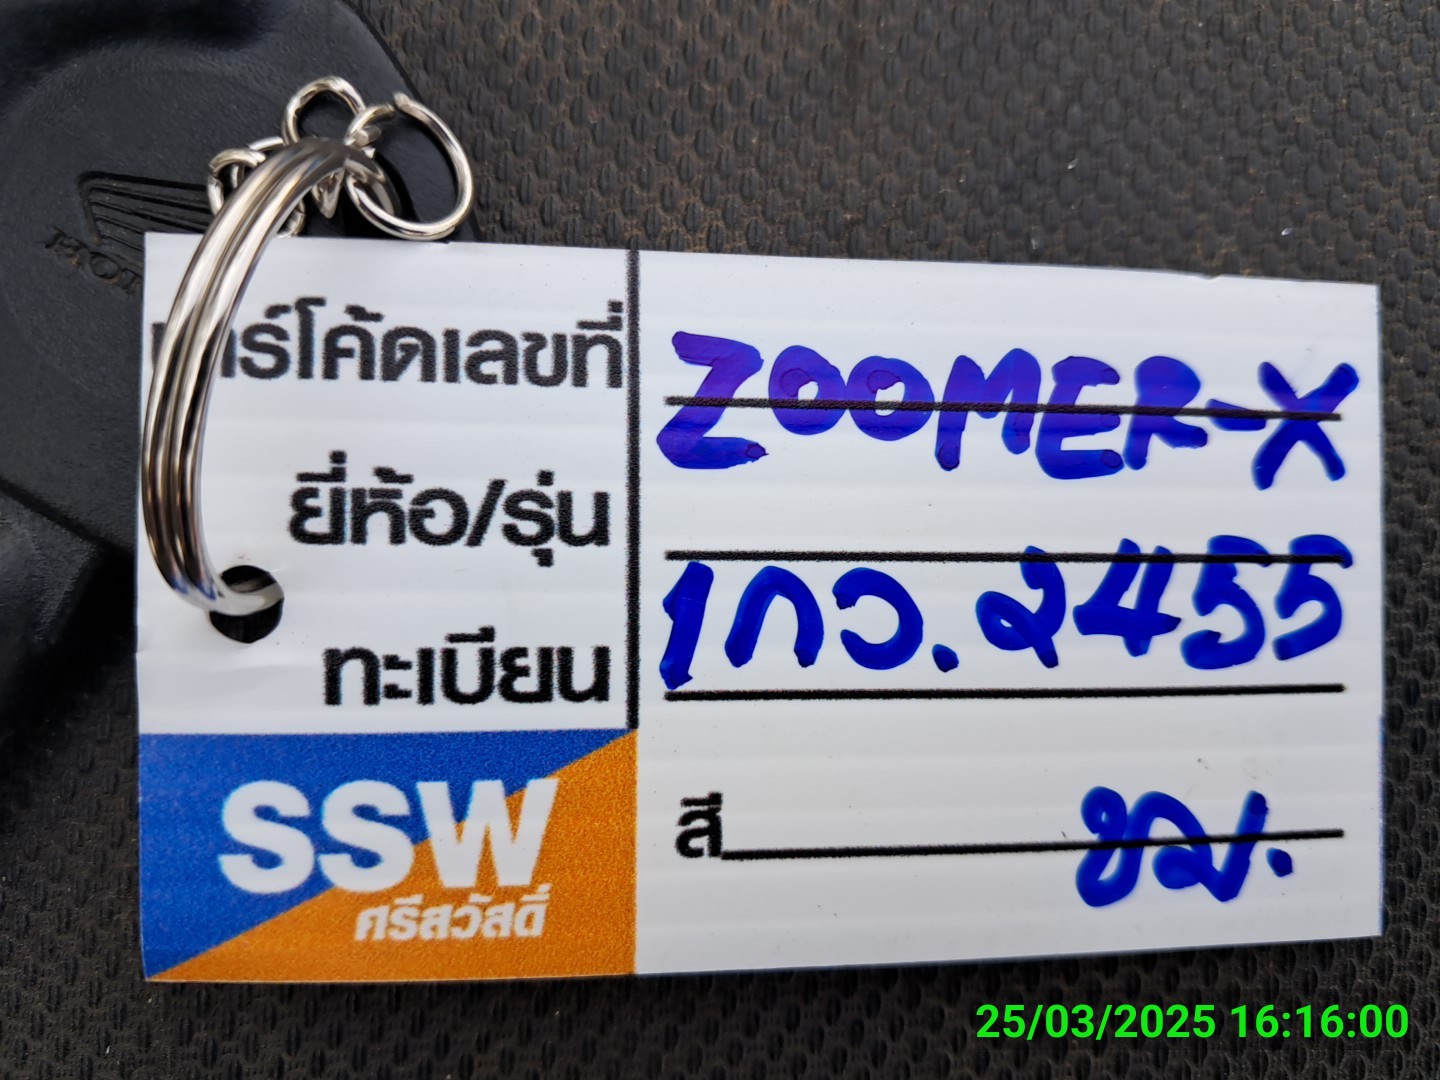 บาร์โค้ดเลขที่ ZOOMER-X
ยี่ห้อ/รุ่น
ทะเบียน 1กว.2455
SSW
ศรีสวัสดิ์
สี ขม.
25/03/2025 16:16:00